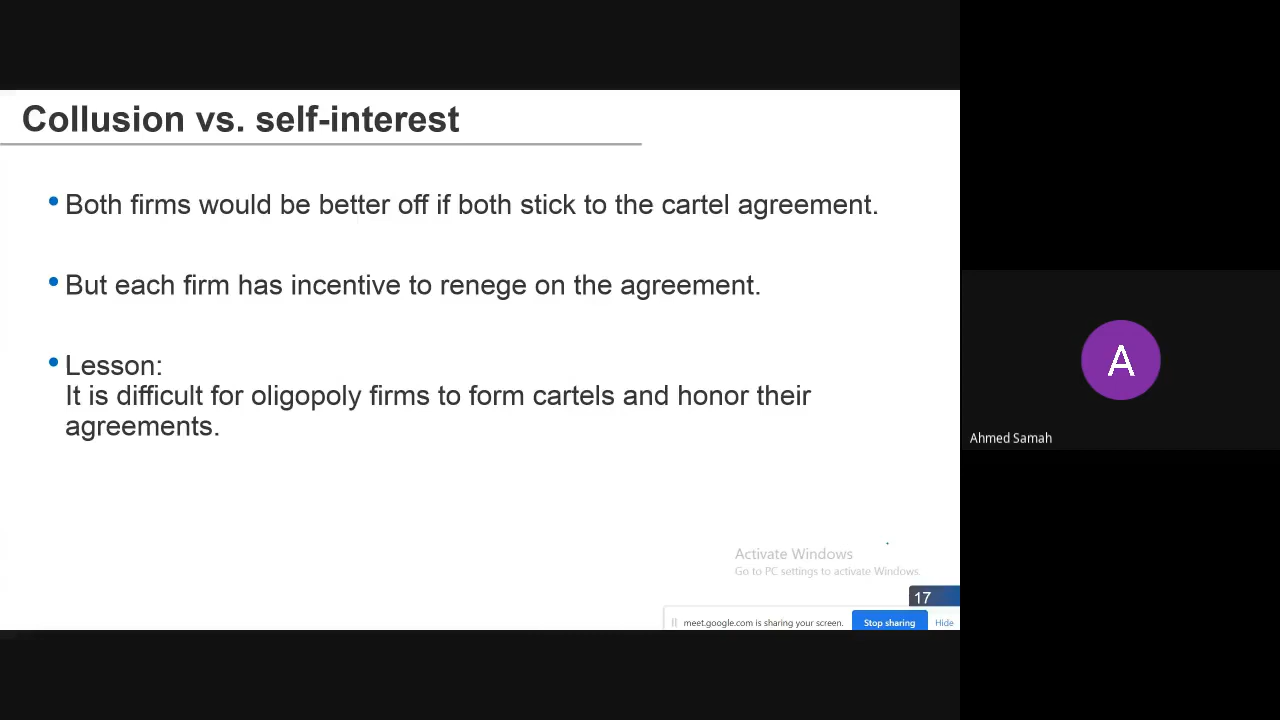 Collusion vs. self-interest
• Both firms would be better off if both stick to the cartel agreement.
• But each firm has incentive to renege on the agreement.
• Lesson:
It is difficult for oligopoly firms to form cartels and honor their
agreements.
Activate Windows
Go to PC settings to activate Windows.
17
meet.google.com is sharing your screen.
Stop sharing
Hide
A
Ahmed Samah